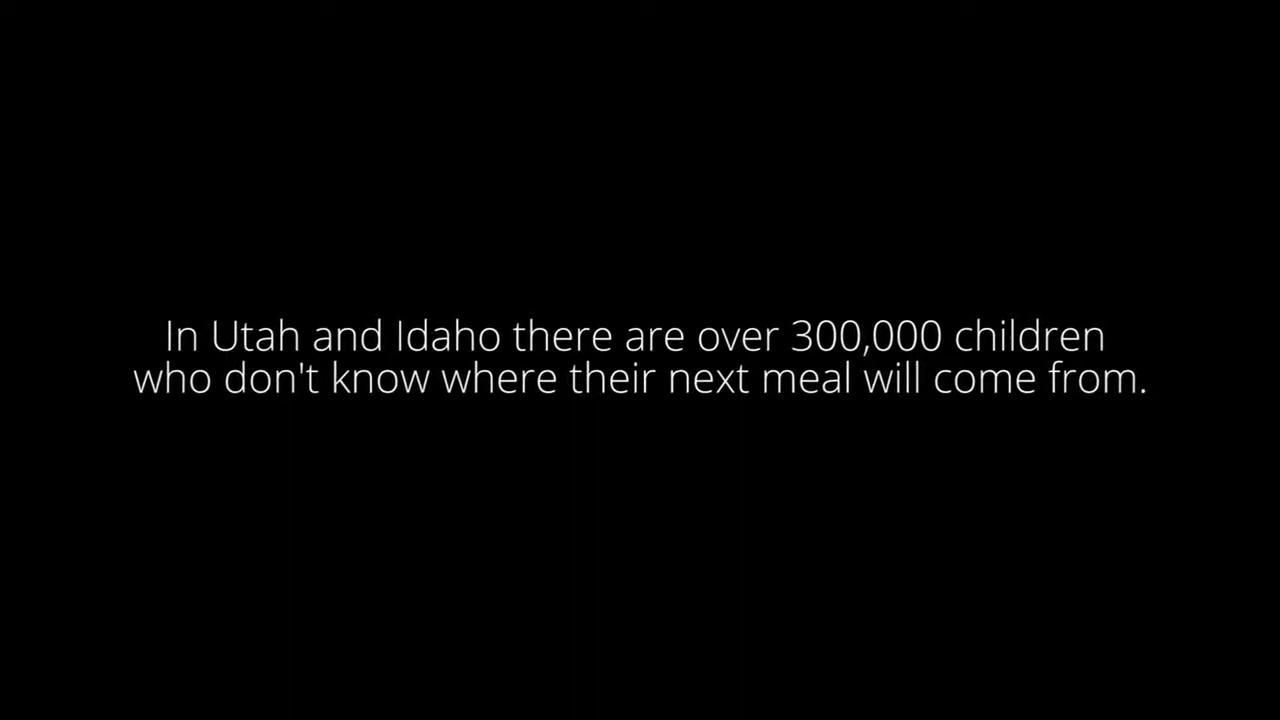 In Utah and Idaho there are over 300,000 children
who don't know where their next meal will come from.